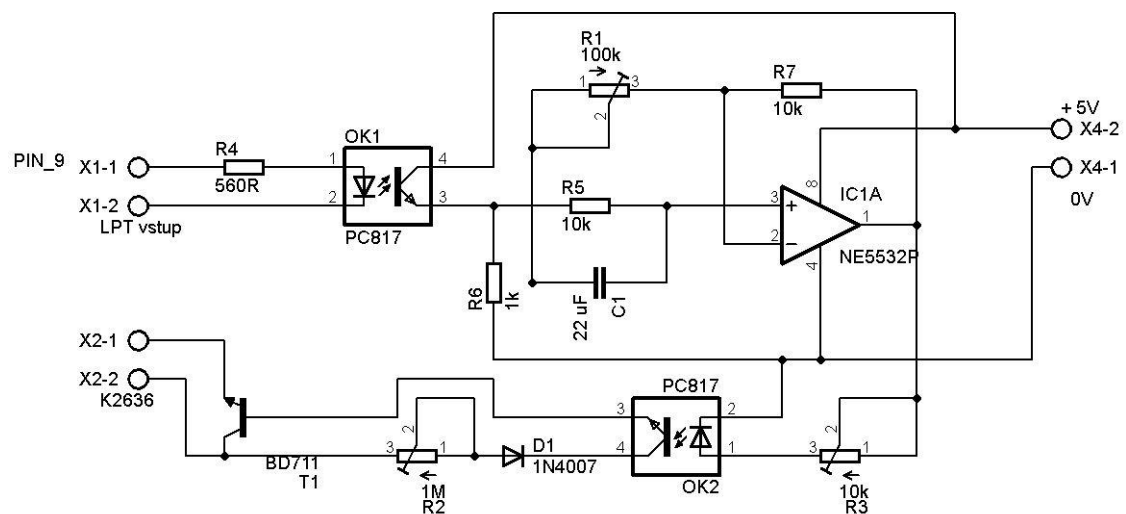 R1
100k
1
3
2
R7
10k
+5V
X4-2
X4-1
0V
PIN_9
X1-1
R4
560R
OK1
1
4
2
3
PC817
X1-2
LPT vstup
R5
10k
3
8
IC1A
+
1
2
−
4
NE5532P
R6
1k
22 uF
C1
X2-1
X2-2
K2636
PC817
3
2
4
1
OK2
BD711
T1
3
2
1
1M
R2
D1
1N4007
3
2
1
10k
R3